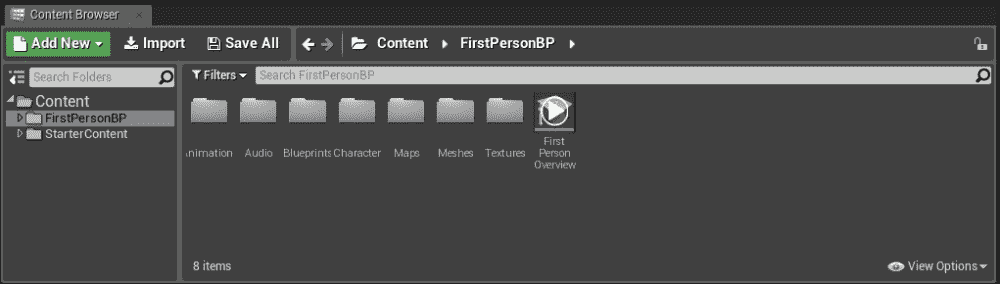 Content Browser
Add New Import Save All Content FirstPersonBP
Search Folders Filters Search FirstPersonBP
Content
FirstPersonBP
StarterContent
Animation Audio Blueprints Character Maps Meshes Textures First
Person
Overview
8 items View Options